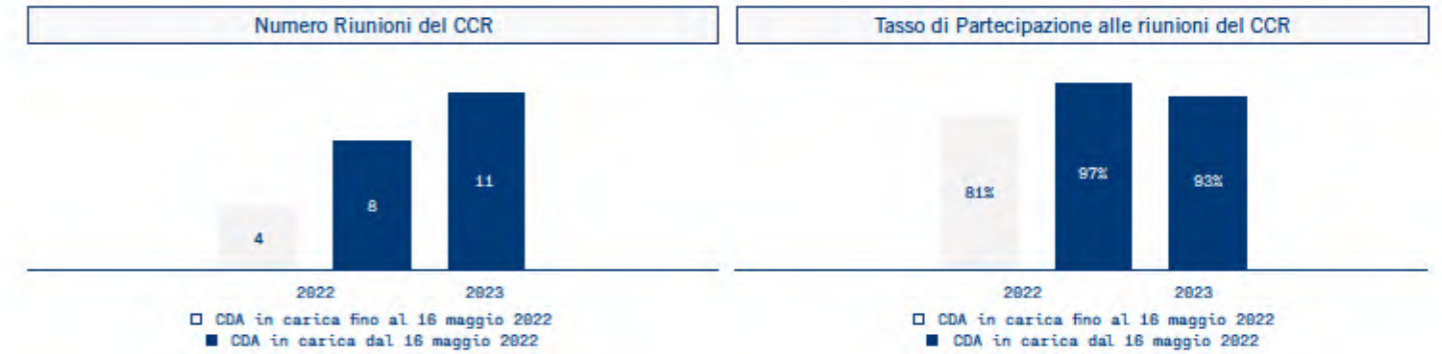 Numero Riunioni del CCR
4
8
11
2022 2023
□ CDA in carica fino al 16 maggio 2022
■ CDA in carica dal 16 maggio 2022
Tasso di Partecipazione alle riunioni del CCR
81%
97%
93%
2022 2023
□ CDA in carica fino al 16 maggio 2022
■ CDA in carica dal 16 maggio 2022